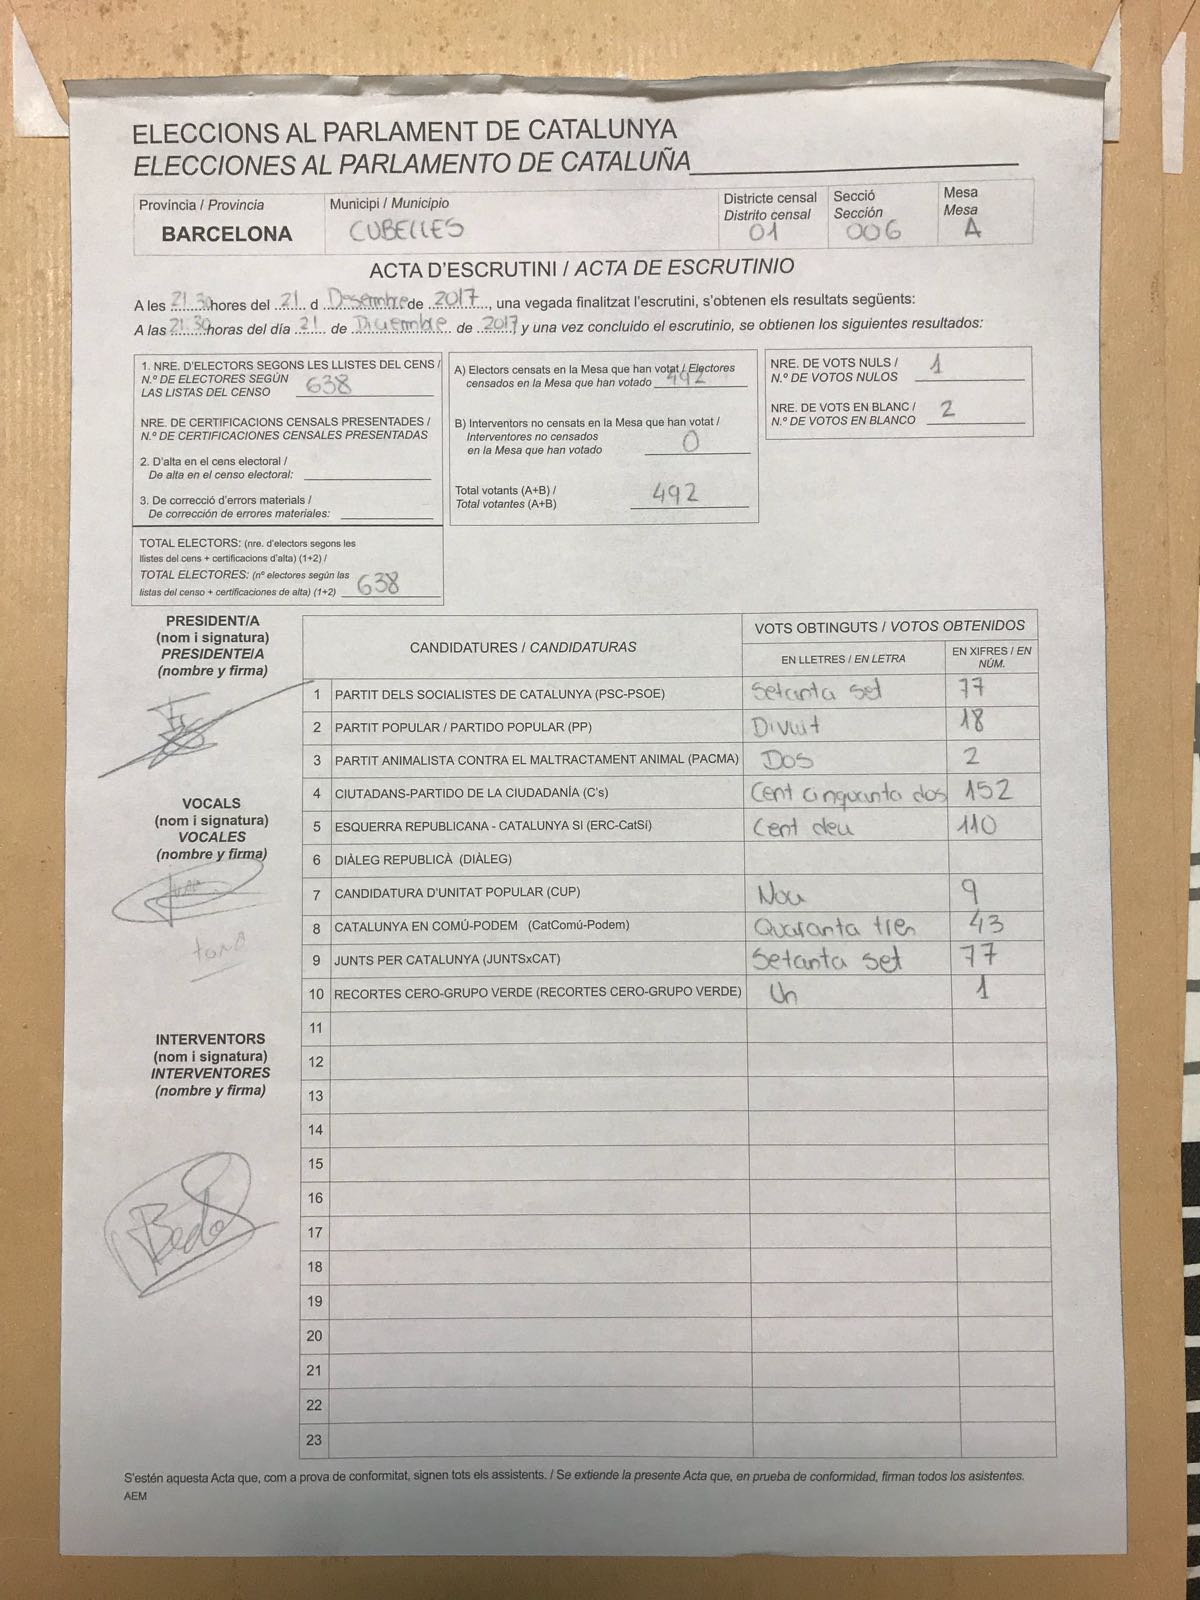 ELECCIONS AL PARLAMENT DE CATALUNYA
ELECCIONES AL PARLAMENTO DE CATALUÑA
Província / Provincia
BARCELONA
Municipi / Municipio
CUBELLES
Districte censal
Distrito censal
01
Secció
Sección
006
Mesa
Mesa
A
ACTA D'ESCRUTINI / ACTA DE ESCRUTINIO
A les 21.30 hores del 21 d Desembre de 2017, una vegada finalitzat l'escrutini, s'obtenen els resultats següents:
A las 21.30 horas del día 21 de Diciembre de 2017 y una vez concluido el escrutinio, se obtienen los siguientes resultados:
1. NRE. D'ELECTORS SEGONS LES LLISTES DEL CENS /
N.º DE ELECTORES SEGÚN
LAS LISTAS DEL CENSO 638
NRE. DE CERTIFICACIONS CENSALS PRESENTADES /
N.º DE CERTIFICACIONES CENSALES PRESENTADAS
2. D'alta en el cens electoral /
De alta en el censo electoral:
3. De correcció d'errors materials /
De corrección de errores materiales:
TOTAL ELECTORS: (nre. d'electors segons les
llistes del cens + certificacions d'alta) (1+2) /
TOTAL ELECTORES: (nº electores según las
listas del censo + certificaciones de alta) (1+2) 638
A) Electors censats en la Mesa que han votat / Electores
censados en la Mesa que han votado 492
B) Interventors no censats en la Mesa que han votat /
Interventores no censados
en la Mesa que han votado 0
Total votants (A+B) /
Total votantes (A+B) 492
NRE. DE VOTS NULS /
N.º DE VOTOS NULOS 1
NRE. DE VOTS EN BLANC /
N.º DE VOTOS EN BLANCO 2
PRESIDENT/A
(nom i signatura)
PRESIDENTE/A
(nombre y firma)
VOCALS
(nom i signatura)
VOCALES
(nombre y firma)
INTERVENTORS
(nom i signatura)
INTERVENTORES
(nombre y firma)
CANDIDATURES / CANDIDATURAS
VOTS OBTINGUTS / VOTOS OBTENIDOS
EN LLETRES / EN LETRA
EN XIFRES / EN
NÚM.
1 PARTIT DELS SOCIALISTES DE CATALUNYA (PSC-PSOE) Setanta set 77
2 PARTIT POPULAR / PARTIDO POPULAR (PP) Divuit 18
3 PARTIT ANIMALISTA CONTRA EL MALTRACTAMENT ANIMAL (PACMA) Dos 2
4 CIUTADANS-PARTIDO DE LA CIUDADANÍA (C's) Cent cinquanta dos 152
5 ESQUERRA REPUBLICANA - CATALUNYA SI (ERC-CatSí) Cent deu 110
6 DIÀLEG REPUBLICÀ (DIÀLEG)
7 CANDIDATURA D'UNITAT POPULAR (CUP) Nou 9
8 CATALUNYA EN COMÚ-PODEM (CatComú-Podem) Quaranta tres 43
9 JUNTS PER CATALUNYA (JUNTSxCAT) Setanta set 77
10 RECORTES CERO-GRUPO VERDE (RECORTES CERO-GRUPO VERDE) Un 1
11
12
13
14
15
16
17
18
19
20
21
22
23
S'estén aquesta Acta que, com a prova de conformitat, signen tots els assistents. / Se extiende la presente Acta que, en prueba de conformidad, firman todos los asistentes.
AEM